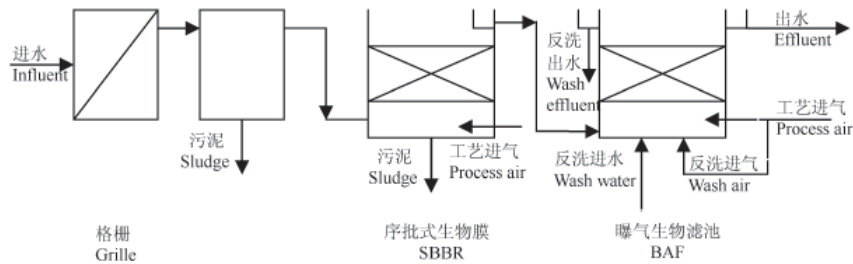 进水
Influent
污泥
Sludge
格栅
Grille
污泥
Sludge
工艺进气
Process air
序批式生物膜
SBBR
反洗
出水
Wash
effluent
出水
Effluent
工艺进气
Process air
反洗进水
Wash water
反洗进气
Wash air
曝气生物滤池
BAF